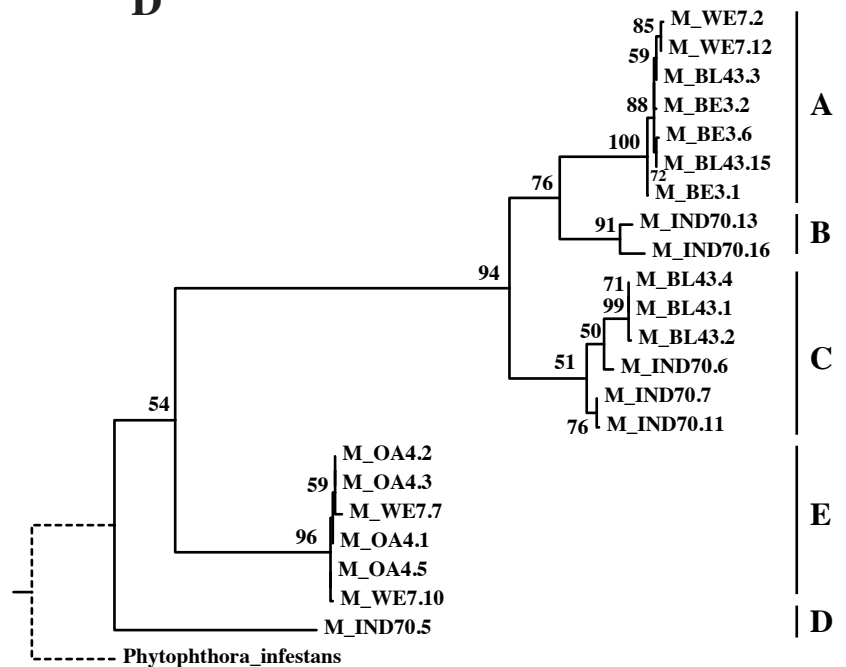 D
85
M_WE7.2
M_WE7.12
59
M_BL43.3
88
M_BE3.2
A
M_BE3.6
100
M_BL43.15
72
M_BE3.1
76
M_IND70.13
91
B
M_IND70.16
94
M_BL43.4
71
99
M_BL43.1
50
M_BL43.2
C
51
M_IND70.6
M_IND70.7
76
M_IND70.11
54
M_OA4.2
59
M_OA4.3
M_WE7.7
E
96
M_OA4.1
M_OA4.5
M_WE7.10
M_IND70.5
D
Phytophthora_infestans